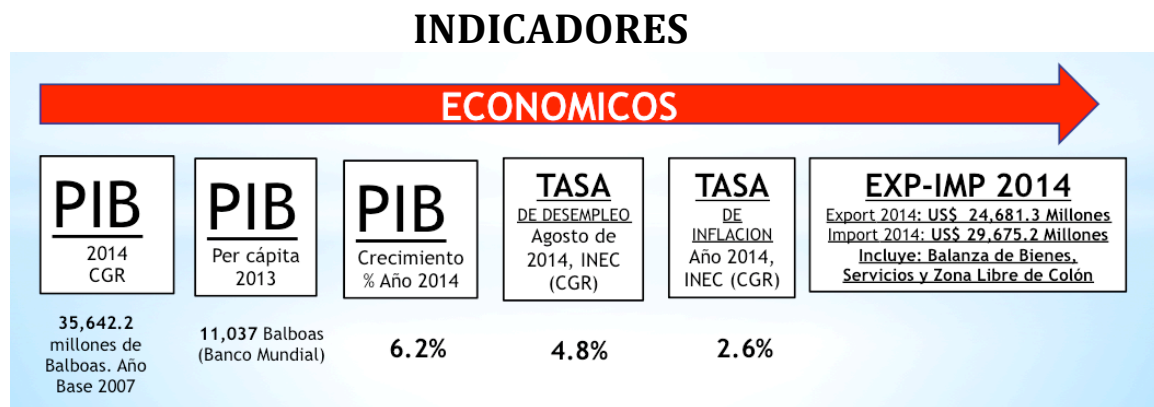 INDICADORES
ECONOMICOS
PIB
2014
CGR
35,642.2
millones de
Balboas. Año
Base 2007
PIB
Per cápita
2013
11,037 Balboas
(Banco Mundial)
PIB
Crecimiento
% Año 2014
6.2%
TASA
DE DESEMPLEO
Agosto de
2014, INEC
(CGR)
4.8%
TASA
DE
INFLACION
Año 2014,
INEC (CGR)
2.6%
EXP-IMP 2014
Export 2014: US$ 24,681.3 Millones
Import 2014: US$ 29,675.2 Millones
Incluye: Balanza de Bienes,
Servicios y Zona Libre de Colón